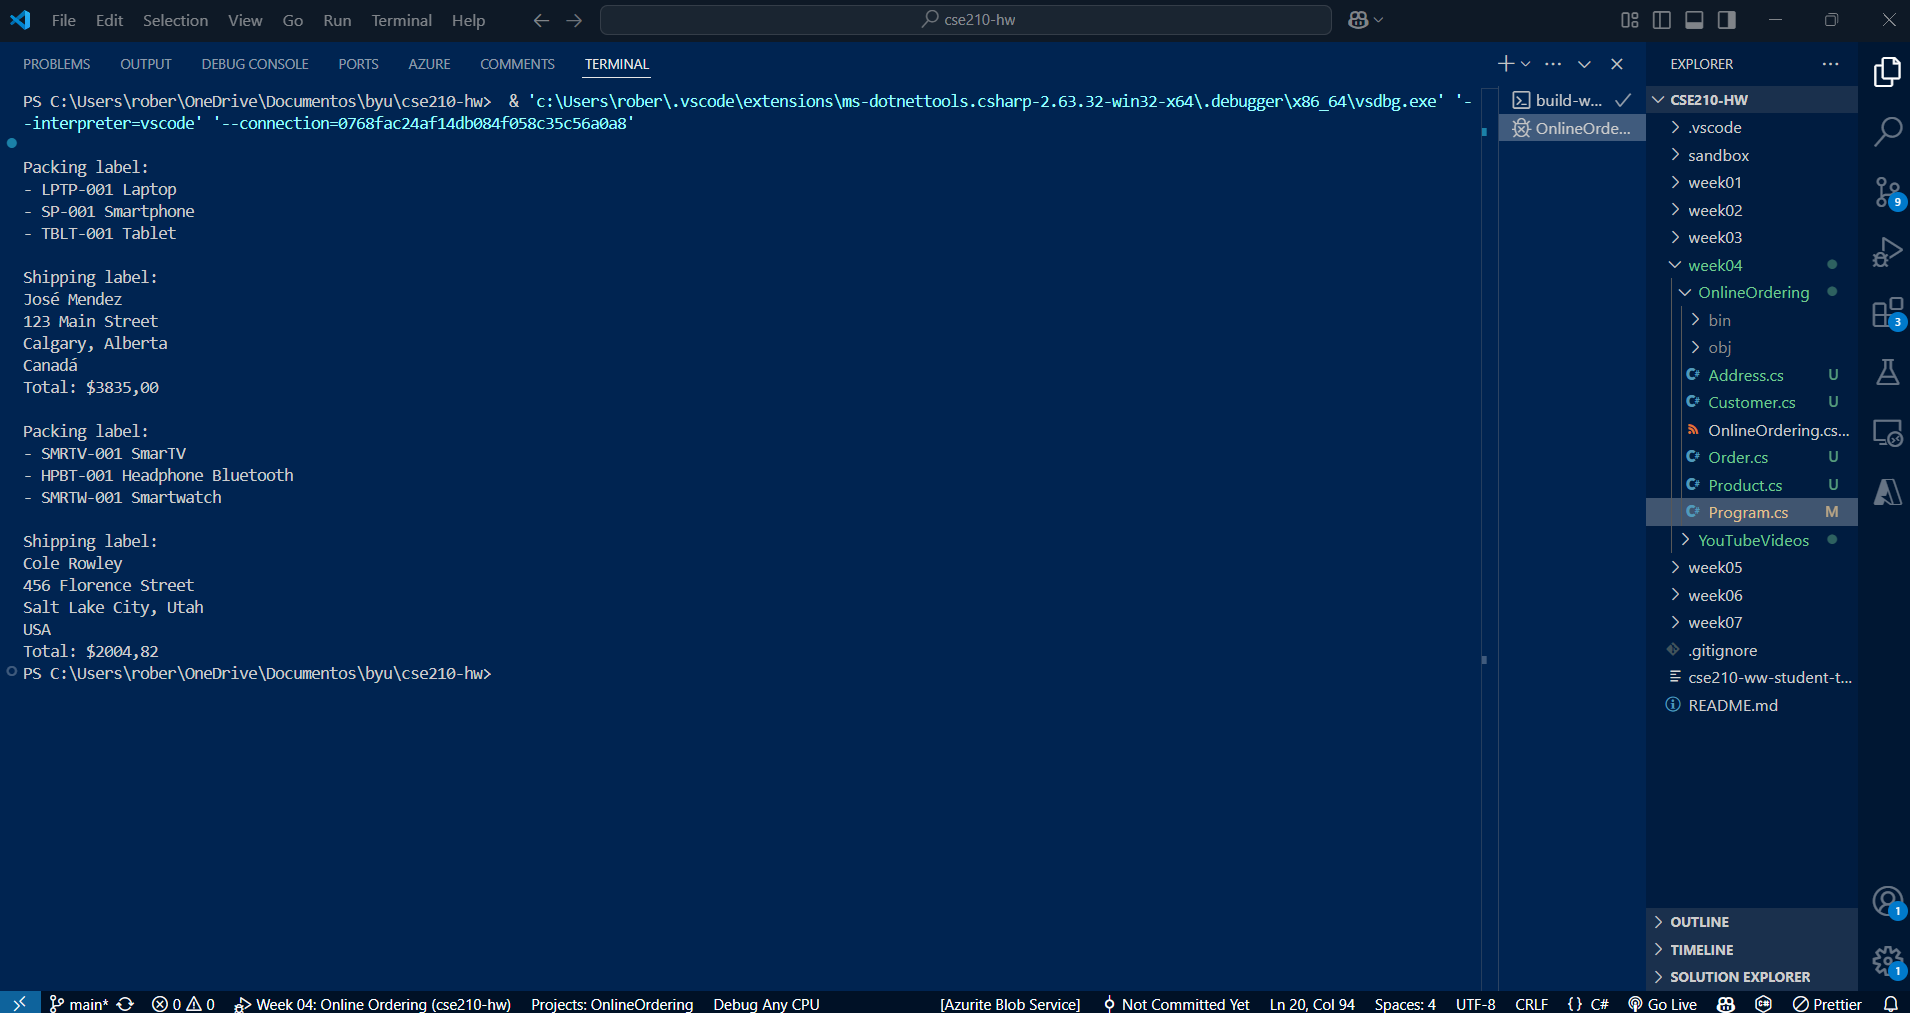 File Edit Selection View Go Run Terminal Help
cse210-hw
PROBLEMS OUTPUT DEBUG CONSOLE PORTS AZURE COMMENTS TERMINAL
PS C:\Users\rober\OneDrive\Documentos\byu\cse210-hw>  & 'c:\Users\rober\.vscode\extensions\ms-dotnettools.csharp-2.63.32-win32-x64\.debugger\x86_64\vsdbg.exe' '-
-interpreter=vscode' '--connection=0768fac24af14db084f058c35c56a0a8'
Packing label:
- LPTP-001 Laptop
- SP-001 Smartphone
- TBLT-001 Tablet
Shipping label:
José Mendez
123 Main Street
Calgary, Alberta
Canadá
Total: $3835,00
Packing label:
- SMRTV-001 SmarTV
- HPBT-001 Headphone Bluetooth
- SMRTW-001 Smartwatch
Shipping label:
Cole Rowley
456 Florence Street
Salt Lake City, Utah
USA
Total: $2004,82
PS C:\Users\rober\OneDrive\Documentos\byu\cse210-hw>
build-w...
OnlineOrde...
EXPLORER
CSE210-HW
.vscode
sandbox
week01
week02
week03
week04
OnlineOrdering
bin
obj
C# Address.cs U
C# Customer.cs U
OnlineOrdering.cs...
C# Order.cs U
C# Product.cs U
C# Program.cs M
YouTubeVideos
week05
week06
week07
.gitignore
cse210-ww-student-t...
README.md
OUTLINE
TIMELINE
SOLUTION EXPLORER
9
3
1
1
main* 0 0 Week 04: Online Ordering (cse210-hw) Projects: OnlineOrdering Debug Any CPU [Azurite Blob Service] Not Committed Yet Ln 20, Col 94 Spaces: 4 UTF-8 CRLF {} C# Go Live Prettier